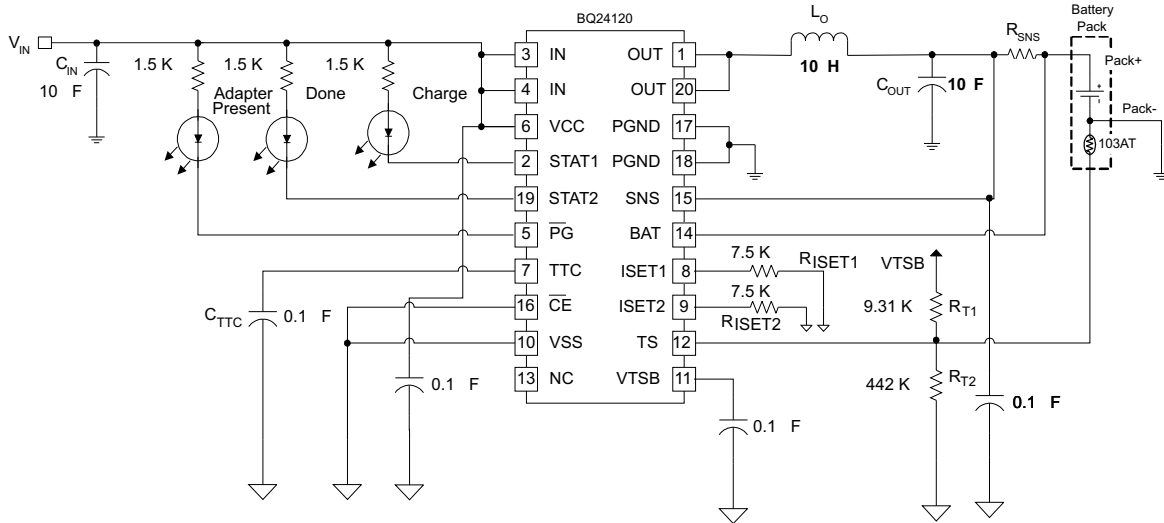 BQ24120
V_IN
C_IN
10 F
1.5 K
1.5 K
1.5 K
Adapter
Present
Done
Charge
3 IN
4 IN
6 VCC
2 STAT1
19 STAT2
5 P̅G̅
7 TTC
16 C̅E̅
10 VSS
13 NC
C_TTC
0.1 F
0.1 F
OUT 1
OUT 20
PGND 17
PGND 18
SNS 15
BAT 14
ISET1 8
ISET2 9
TS 12
VTSB 11
L_O
10 H
C_OUT
10 F
R_SNS
Battery
Pack
Pack+
+
-
Pack-
103AT
7.5 K
R_ISET1
7.5 K
R_ISET2
VTSB
9.31 K
R_T1
442 K
R_T2
0.1 F
0.1 F